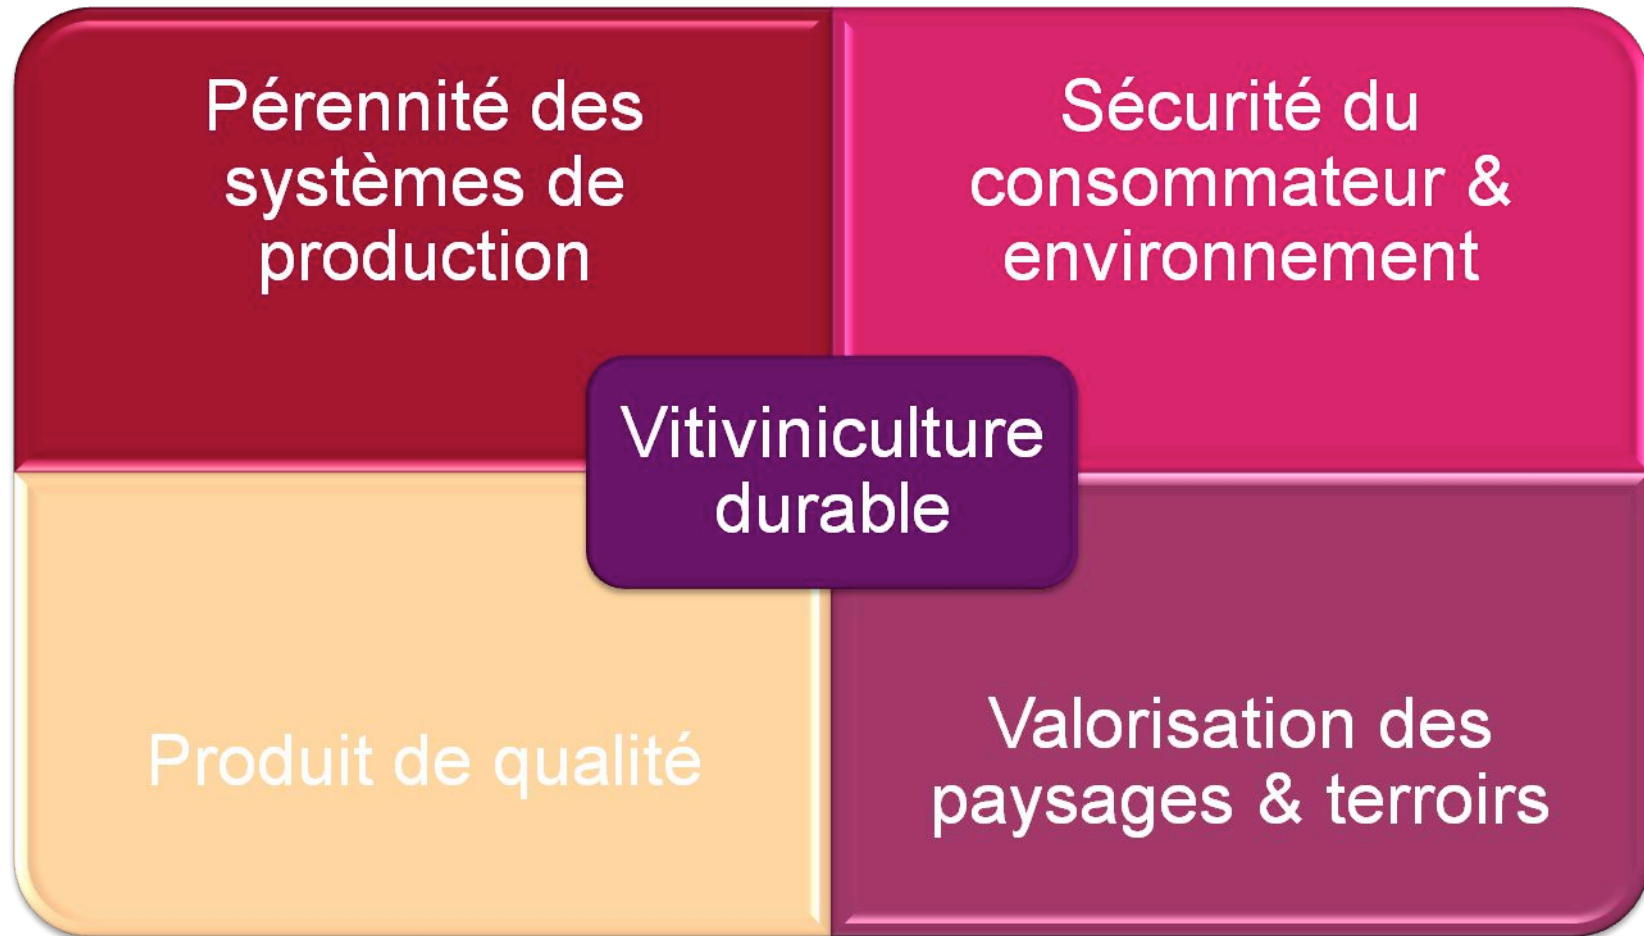 Pérennité des
systèmes de
production
Sécurité du
consommateur &
environnement
Vitiviniculture
durable
Produit de qualité
Valorisation des
paysages & terroirs